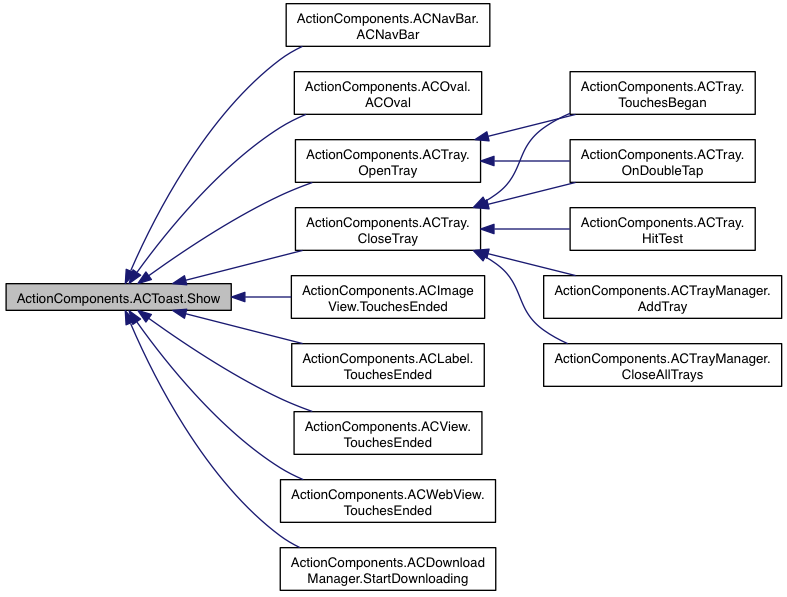 ActionComponents.ACNavBar.
ACNavBar
ActionComponents.ACOval.
ACOval
ActionComponents.ACTray.
TouchesBegan
ActionComponents.ACTray.
OpenTray
ActionComponents.ACTray.
OnDoubleTap
ActionComponents.ACTray.
CloseTray
ActionComponents.ACTray.
HitTest
ActionComponents.ACToast.Show
ActionComponents.ACImage
View.TouchesEnded
ActionComponents.ACTrayManager.
AddTray
ActionComponents.ACLabel.
TouchesEnded
ActionComponents.ACTrayManager.
CloseAllTrays
ActionComponents.ACView.
TouchesEnded
ActionComponents.ACWebView.
TouchesEnded
ActionComponents.ACDownload
Manager.StartDownloading